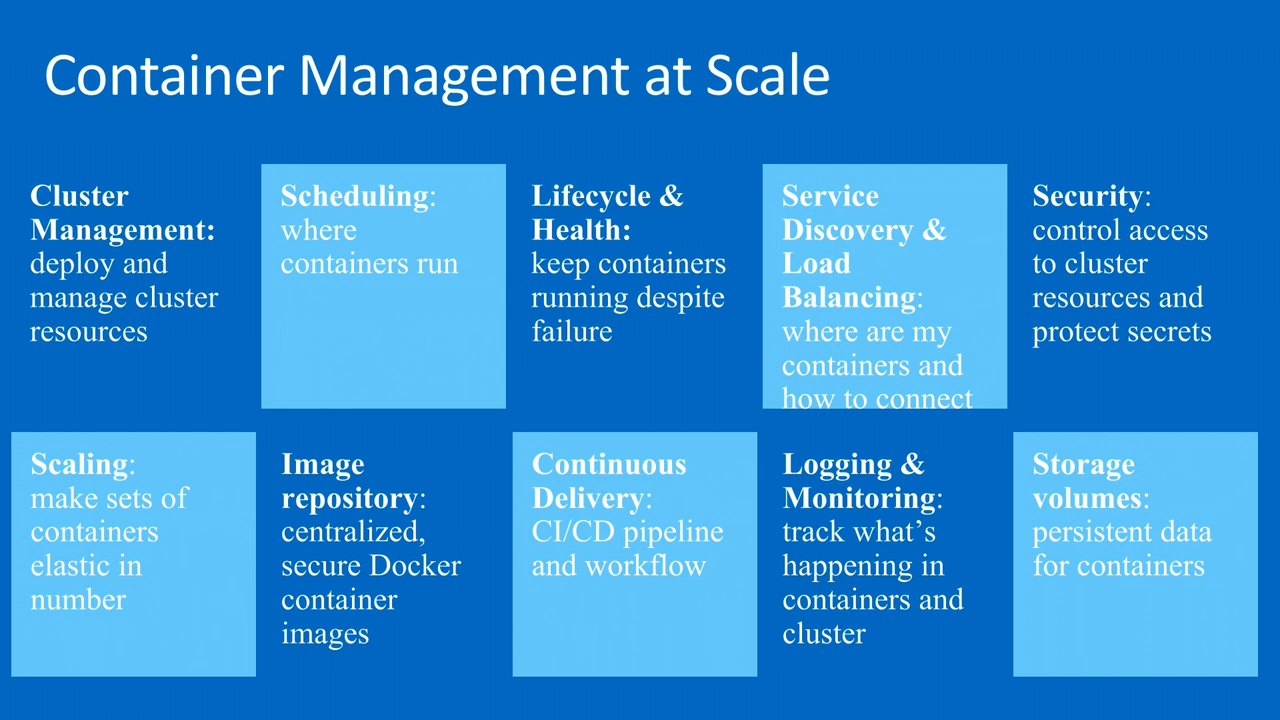 Container Management at Scale
Cluster
Management:
deploy and
manage cluster
resources
Scheduling:
where
containers run
Lifecycle &
Health:
keep containers
running despite
failure
Service
Discovery &
Load
Balancing:
where are my
containers and
how to connect
Security:
control access
to cluster
resources and
protect secrets
Scaling:
make sets of
containers
elastic in
number
Image
repository:
centralized,
secure Docker
container
images
Continuous
Delivery:
CI/CD pipeline
and workflow
Logging &
Monitoring:
track what’s
happening in
containers and
cluster
Storage
volumes:
persistent data
for containers